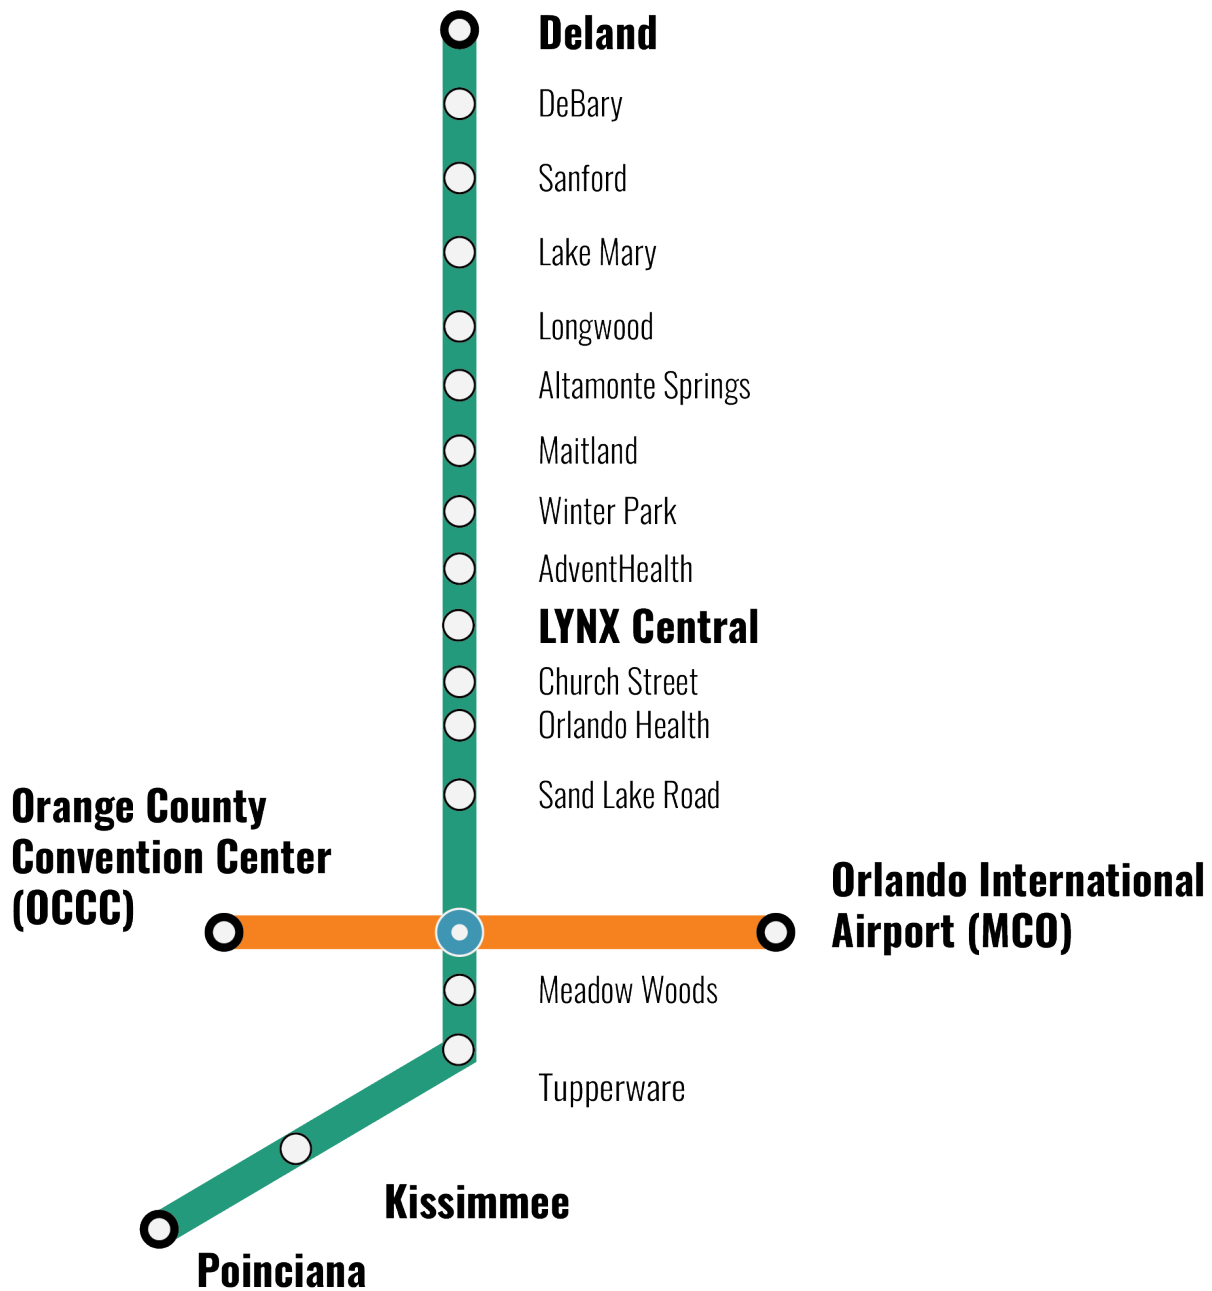 Deland
DeBary
Sanford
Lake Mary
Longwood
Altamonte Springs
Maitland
Winter Park
AdventHealth
LYNX Central
Church Street
Orlando Health
Sand Lake Road
Orange County
Convention Center
(OCCC)
Orlando International
Airport (MCO)
Meadow Woods
Tupperware
Kissimmee
Poinciana